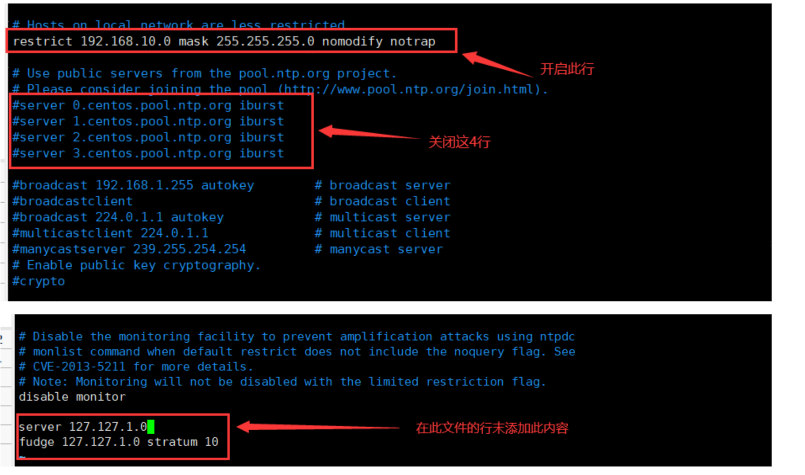 # Hosts on local network are less restricted
restrict 192.168.10.0 mask 255.255.255.0 nomodify notrap
开启此行
# Use public servers from the pool.ntp.org project.
# Please consider joining the pool (http://www.pool.ntp.org/join.html).
#server 0.centos.pool.ntp.org iburst
#server 1.centos.pool.ntp.org iburst
#server 2.centos.pool.ntp.org iburst
#server 3.centos.pool.ntp.org iburst
关闭这4行
#broadcast 192.168.1.255 autokey # broadcast server
#broadcastclient # broadcast client
#broadcast 224.0.1.1 autokey # multicast server
#multicastclient 224.0.1.1 # multicast client
#manycastserver 239.255.254.254 # manycast server
# Enable public key cryptography.
#crypto
# Disable the monitoring facility to prevent amplification attacks using ntpdc
# monlist command when default restrict does not include the noquery flag. See
# CVE-2013-5211 for more details.
# Note: Monitoring will not be disabled with the limited restriction flag.
disable monitor
server 127.127.1.0
fudge 127.127.1.0 stratum 10
~
在此文件的行末添加此内容